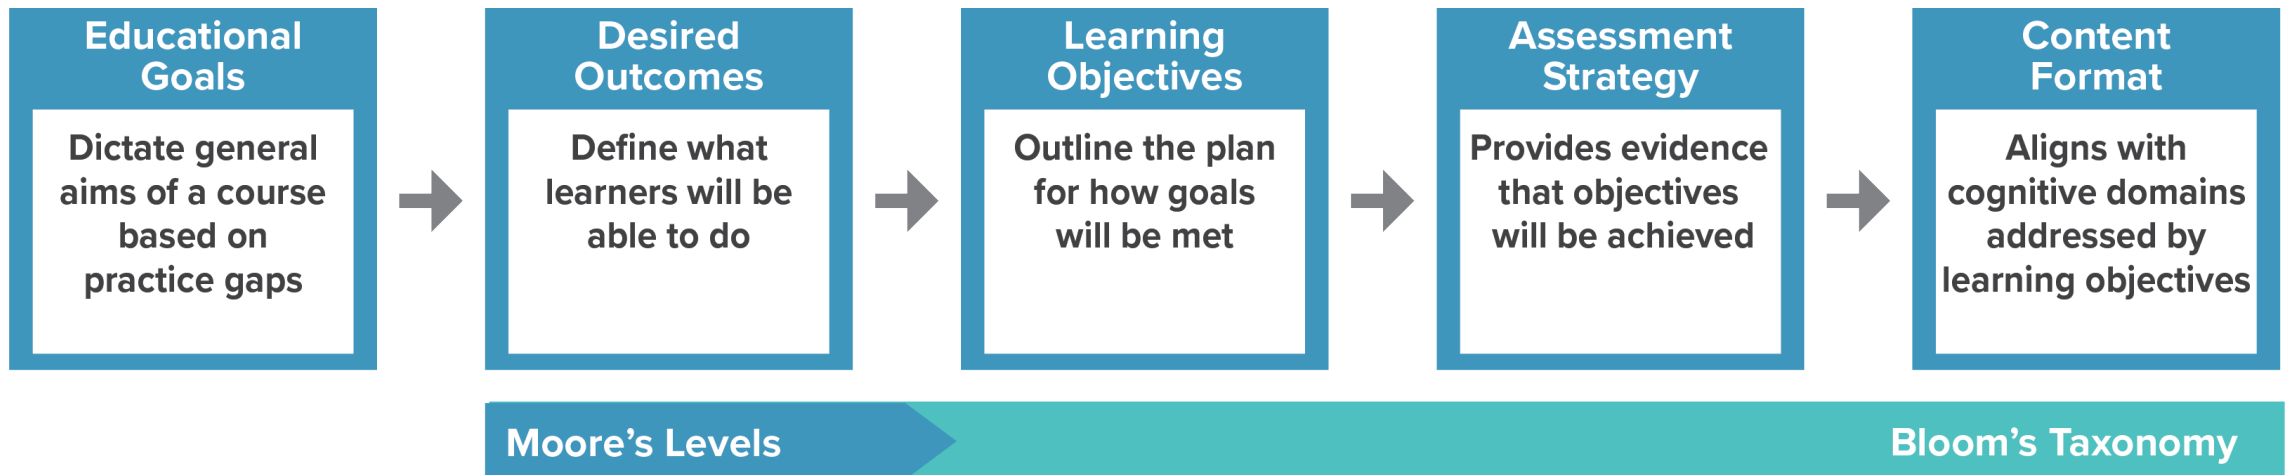 Educational
Goals
Dictate general
aims of a course
based on
practice gaps
Desired
Outcomes
Define what
learners will be
able to do
Learning
Objectives
Outline the plan
for how goals
will be met
Assessment
Strategy
Provides evidence
that objectives
will be achieved
Content
Format
Aligns with
cognitive domains
addressed by
learning objectives
Moore’s Levels
Bloom’s Taxonomy